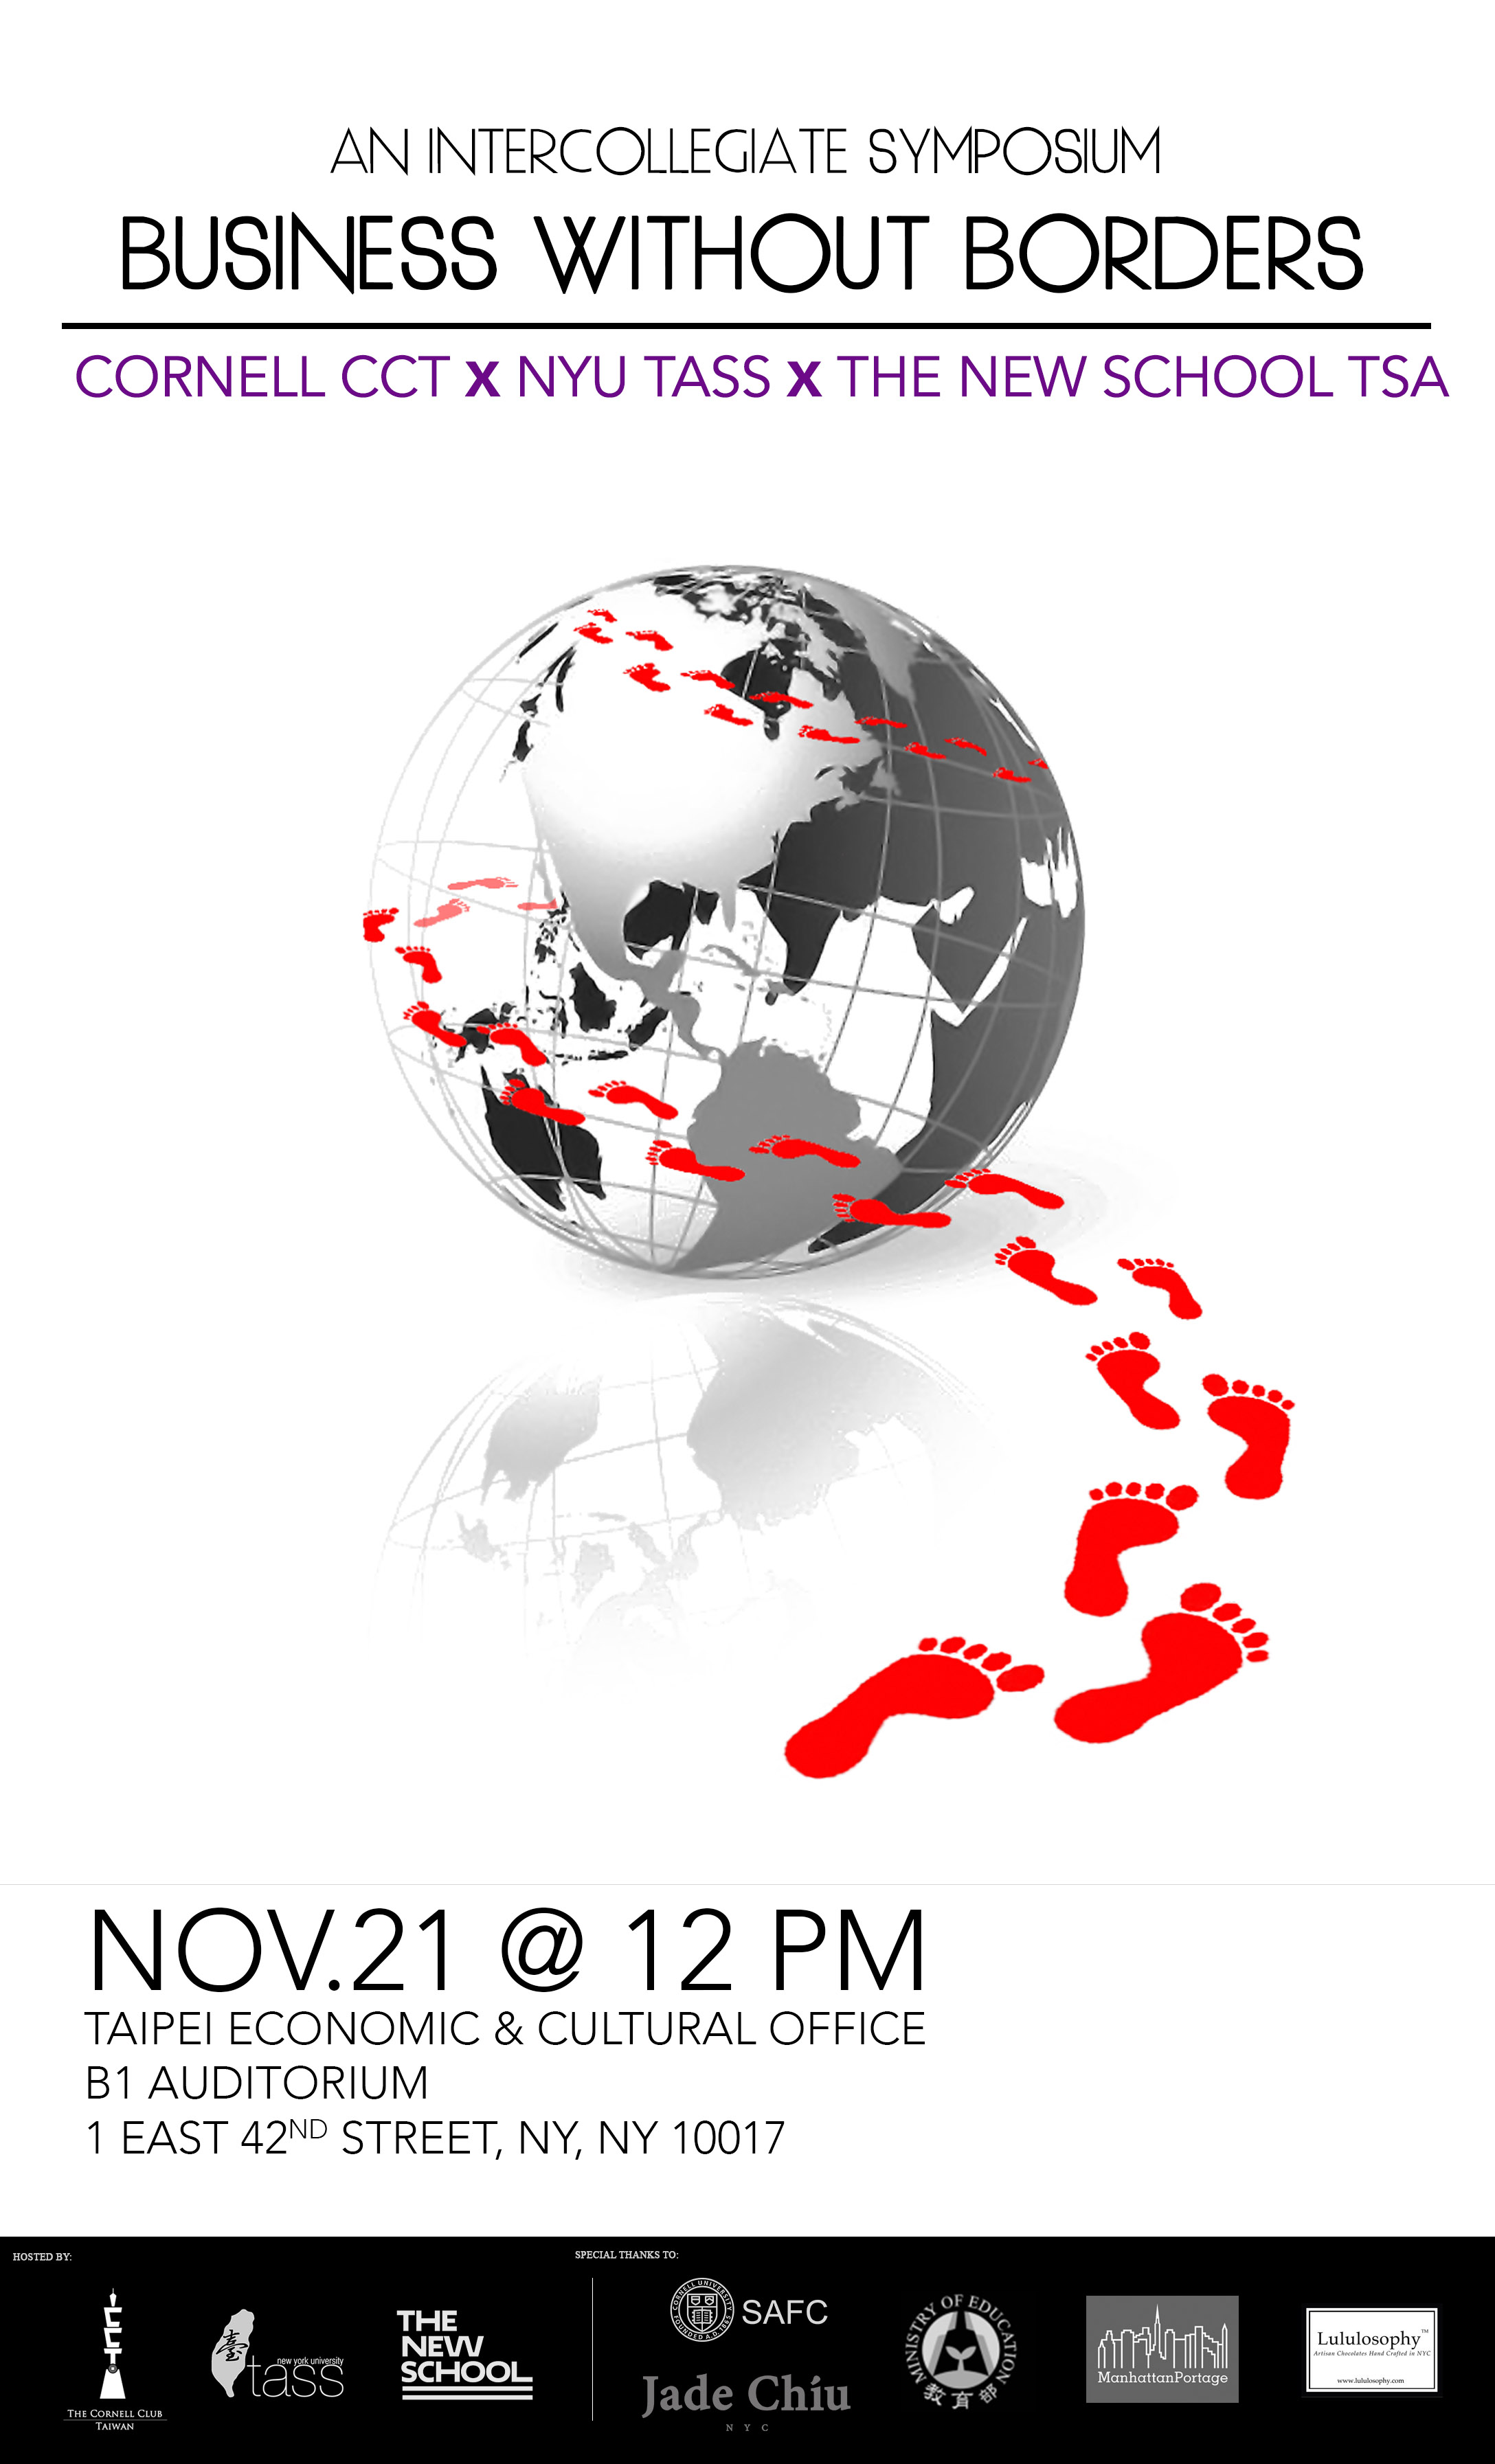 AN INTERCOLLEGIATE SYMPOSIUM
BUSINESS WITHOUT BORDERS
CORNELL CCT X NYU TASS X THE NEW SCHOOL TSA
NOV.21 @ 12 PM
TAIPEI ECONOMIC & CULTURAL OFFICE
B1 AUDITORIUM
1 EAST 42ND STREET, NY, NY 10017
HOSTED BY:
CCT
THE CORNELL CLUB
TAIWAN
臺
new york university
tass
THE
NEW
SCHOOL
SPECIAL THANKS TO:
CORNELL UNIVERSITY
FOUNDED A.D. 1865
SAFC
Jade Chiu
NYC
MINISTRY OF EDUCATION
教育部
ManhattanPortage
Lululosophy™
Artisan Chocolates Hand Crafted in NYC
www.lululosophy.com